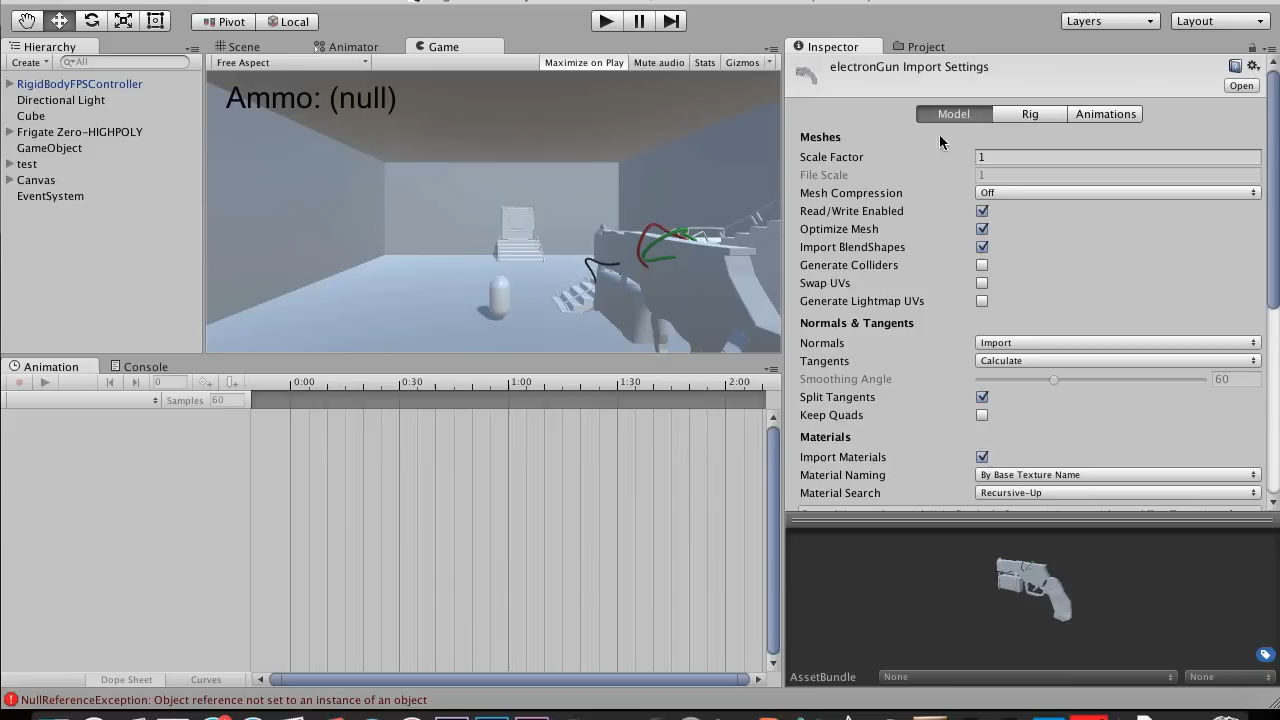 Pivot Local Layers Layout
Hierarchy Scene Animator Game Inspector Project
Create All Free Aspect Maximize on Play Mute audio Stats Gizmos electronGun Import Settings
Open
RigidBodyFPSController
Directional Light
Cube
Frigate Zero-HIGHPOLY
GameObject
test
Canvas
EventSystem
Ammo: (null)
Model Rig Animations
Meshes
Scale Factor 1
File Scale 1
Mesh Compression Off
Read/Write Enabled
Optimize Mesh
Import BlendShapes
Generate Colliders
Swap UVs
Generate Lightmap UVs
Normals & Tangents
Normals Import
Tangents Calculate
Smoothing Angle 60
Split Tangents
Keep Quads
Materials
Import Materials
Material Naming By Base Texture Name
Material Search Recursive-Up
Animation Console
0 0:00 0:30 1:00 1:30 2:00
Samples 60
Dope Sheet Curves
AssetBundle None None
NullReferenceException: Object reference not set to an instance of an object